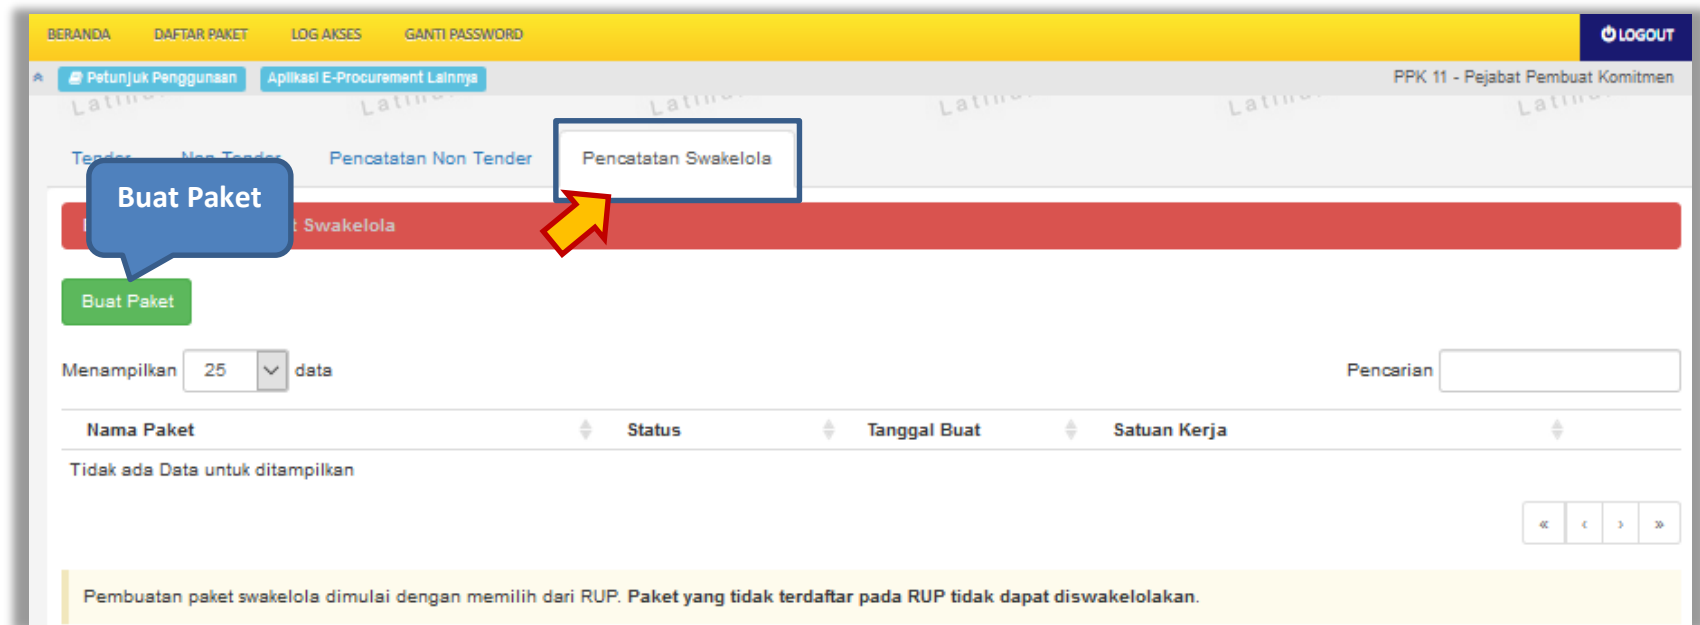 BERANDA DAFTAR PAKET LOG AKSES GANTI PASSWORD LOGOUT
Petunjuk Penggunaan Aplikasi E-Procurement Lainnya PPK 11 - Pejabat Pembuat Komitmen
Tender Non Tender Pencatatan Non Tender Pencatatan Swakelola
Buat Paket
Swakelola
Buat Paket
Menampilkan 25 data Pencarian
Nama Paket Status Tanggal Buat Satuan Kerja
Tidak ada Data untuk ditampilkan
« ‹ › »
Pembuatan paket swakelola dimulai dengan memilih dari RUP. Paket yang tidak terdaftar pada RUP tidak dapat diswakelolakan.